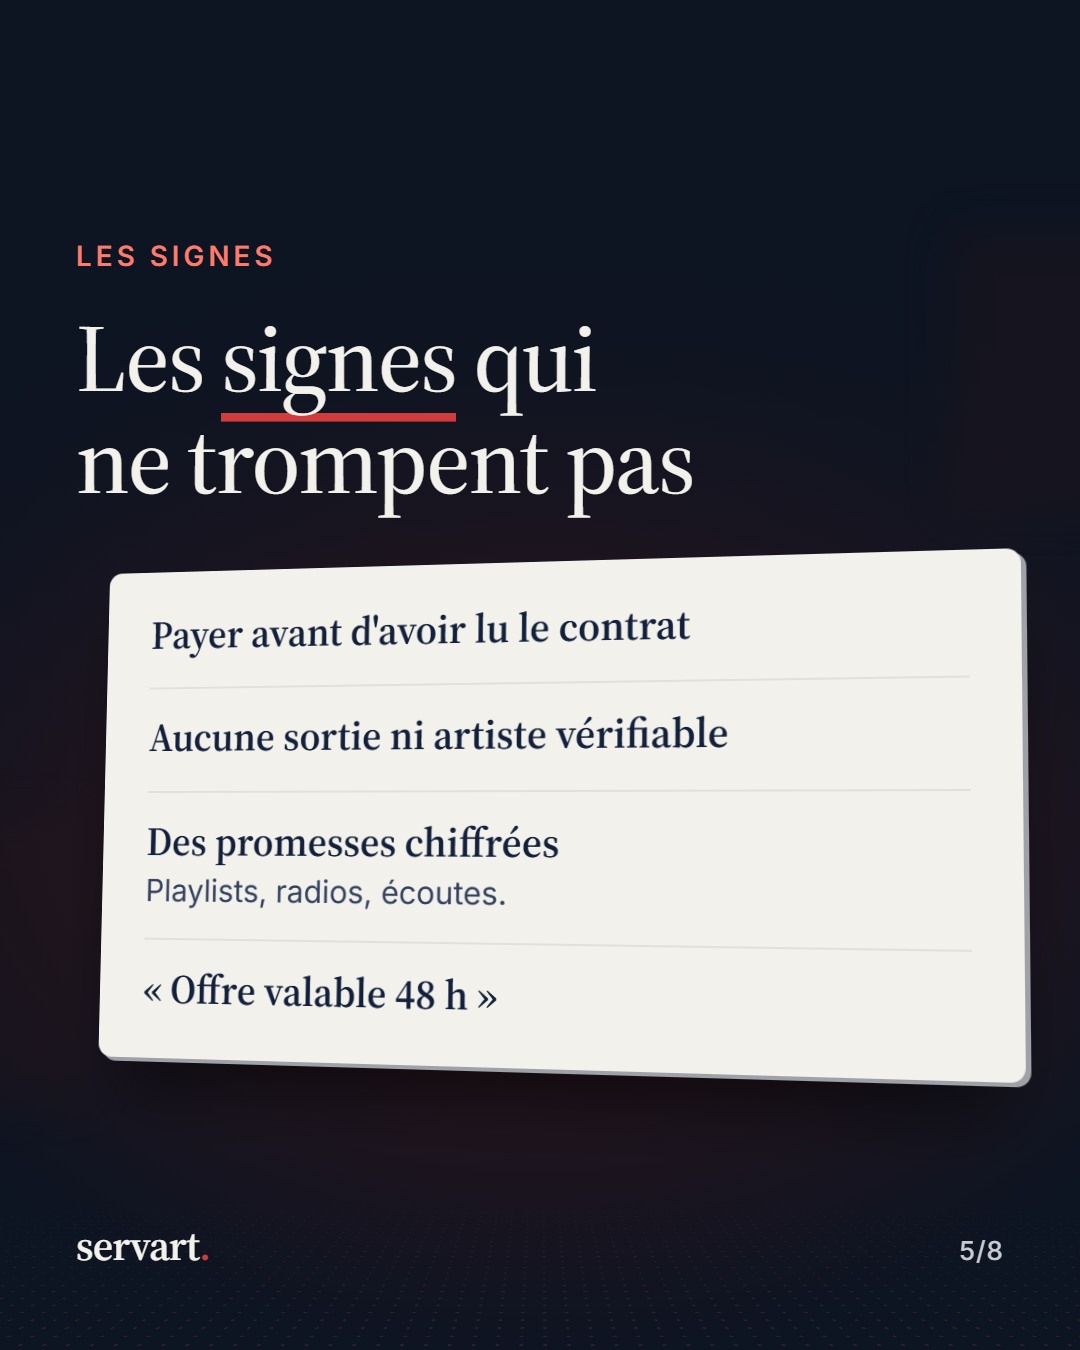 LES SIGNES
Les signes qui
ne trompent pas
Payer avant d'avoir lu le contrat
Aucune sortie ni artiste vérifiable
Des promesses chiffrées
Playlists, radios, écoutes.
« Offre valable 48 h »
servart.
5/8